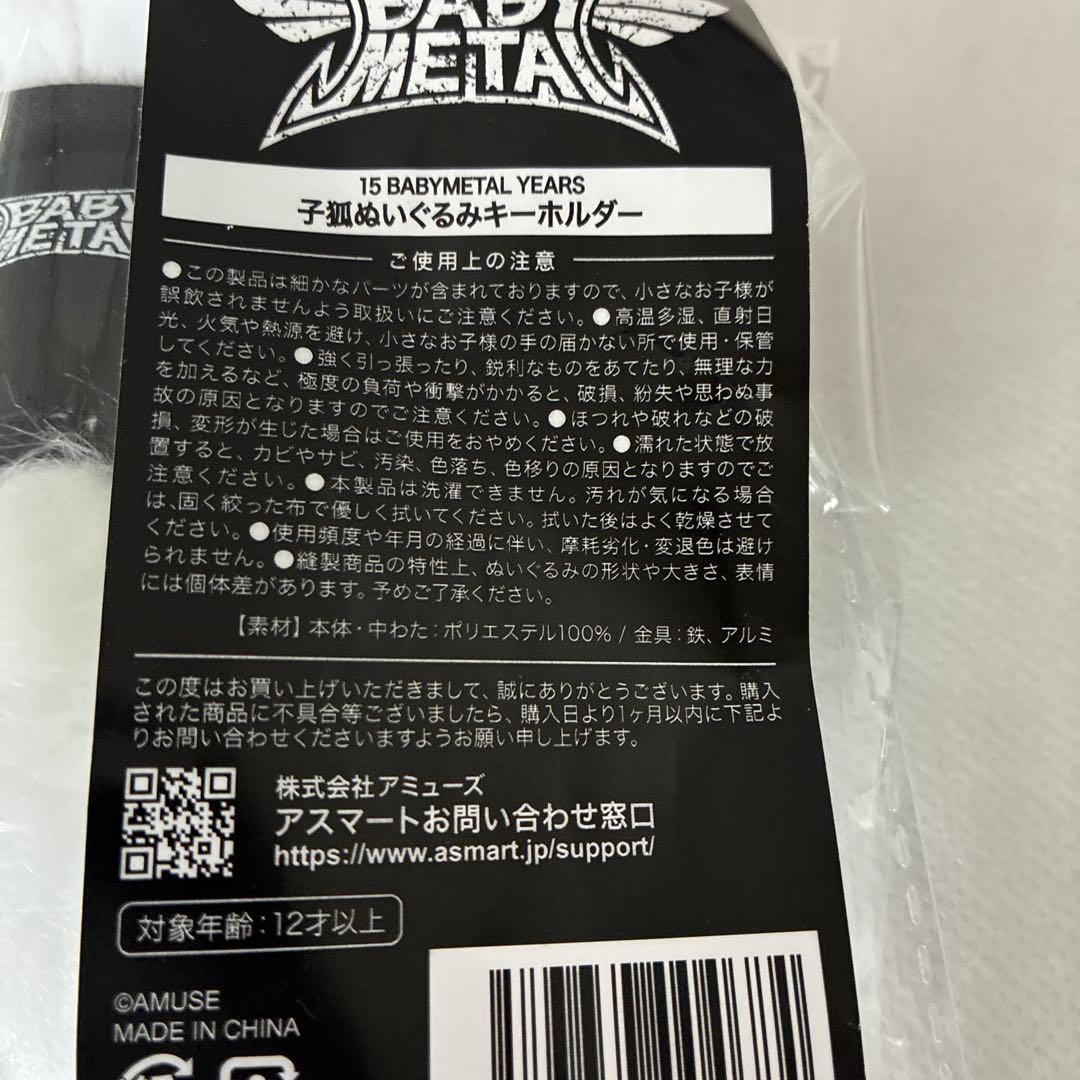 BABY
METAL
BABY
METAL
15 BABYMETAL YEARS
子狐ぬいぐるみキーホルダー
ご使用上の注意
●この製品は細かなパーツが含まれておりますので、小さなお子様が
誤飲されませんよう取扱いにご注意ください。●高温多湿、直射日
光、火気や熱源を避け、小さなお子様の手の届かない所で使用・保管
してください。●強く引っ張ったり、鋭利なものをあてたり、無理な力
を加えるなど、極度の負荷や衝撃がかかると、破損、紛失や思わぬ事
故の原因となりますのでご注意ください。●ほつれや破れなどの破
損、変形が生じた場合はご使用をおやめください。●濡れた状態で放
置すると、カビやサビ、汚染、色落ち、色移りの原因となりますのでご
注意ください。●本製品は洗濯できません。汚れが気になる場合
は、固く絞った布で優しく拭いてください。拭いた後はよく乾燥させて
ください。●使用頻度や年月の経過に伴い、摩耗劣化・変退色は避け
られません。●縫製商品の特性上、ぬいぐるみの形状や大きさ、表情
には個体差があります。予めご了承ください。
【素材】本体・中わた：ポリエステル100% / 金具：鉄、アルミ
この度はお買い上げいただきまして、誠にありがとうございます。購入
された商品に不具合等ございましたら、購入日より1ヶ月以内に下記よ
りお問い合わせくださいますようお願い申し上げます。
株式会社アミューズ
アスマートお問い合わせ窓口
https://www.asmart.jp/support/
対象年齢：12才以上
©AMUSE
MADE IN CHINA